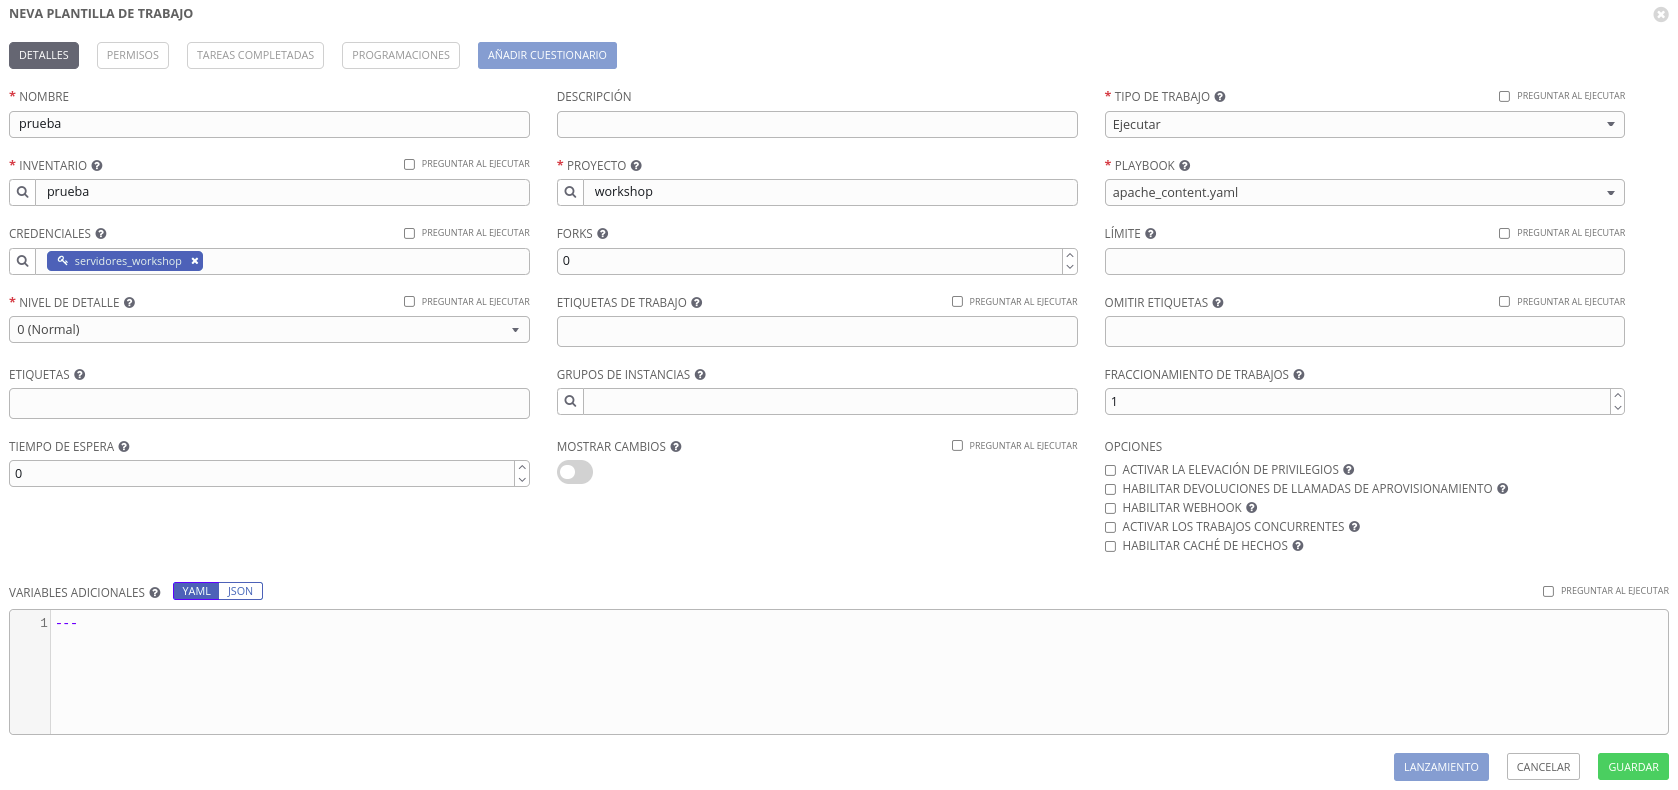 NEVA PLANTILLA DE TRABAJO
DETALLES PERMISOS TAREAS COMPLETADAS PROGRAMACIONES AÑADIR CUESTIONARIO
* NOMBRE DESCRIPCIÓN * TIPO DE TRABAJO PREGUNTAR AL EJECUTAR
prueba Ejecutar
* INVENTARIO PREGUNTAR AL EJECUTAR * PROYECTO * PLAYBOOK
prueba workshop apache_content.yaml
CREDENCIALES PREGUNTAR AL EJECUTAR FORKS LÍMITE PREGUNTAR AL EJECUTAR
servidores_workshop 0
* NIVEL DE DETALLE PREGUNTAR AL EJECUTAR ETIQUETAS DE TRABAJO PREGUNTAR AL EJECUTAR OMITIR ETIQUETAS PREGUNTAR AL EJECUTAR
0 (Normal)
ETIQUETAS GRUPOS DE INSTANCIAS FRACCIONAMIENTO DE TRABAJOS
1
TIEMPO DE ESPERA MOSTRAR CAMBIOS PREGUNTAR AL EJECUTAR OPCIONES
0
ACTIVAR LA ELEVACIÓN DE PRIVILEGIOS
HABILITAR DEVOLUCIONES DE LLAMADAS DE APROVISIONAMIENTO
HABILITAR WEBHOOK
ACTIVAR LOS TRABAJOS CONCURRENTES
HABILITAR CACHÉ DE HECHOS
VARIABLES ADICIONALES YAML JSON PREGUNTAR AL EJECUTAR
1 ---
LANZAMIENTO CANCELAR GUARDAR